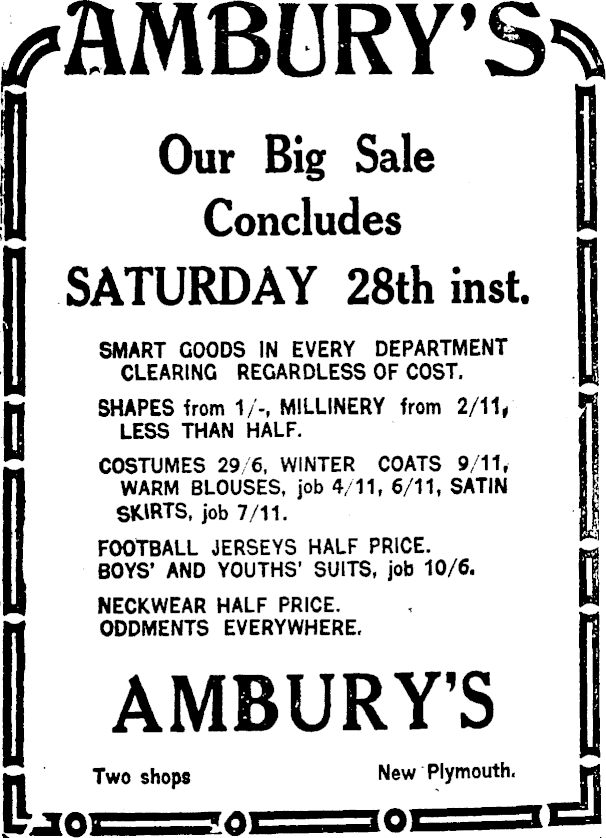 AMBURY'S
Our Big Sale
Concludes
SATURDAY 28th inst.
SMART GOODS IN EVERY DEPARTMENT
CLEARING REGARDLESS OF COST.
SHAPES from 1/-, MILLINERY from 2/11,
LESS THAN HALF.
COSTUMES 29/6, WINTER COATS 9/11,
WARM BLOUSES, job 4/11, 6/11, SATIN
SKIRTS, job 7/11.
FOOTBALL JERSEYS HALF PRICE.
BOYS' AND YOUTHS' SUITS, job 10/6.
NECKWEAR HALF PRICE.
ODDMENTS EVERYWHERE.
AMBURY'S
Two shops New Plymouth.